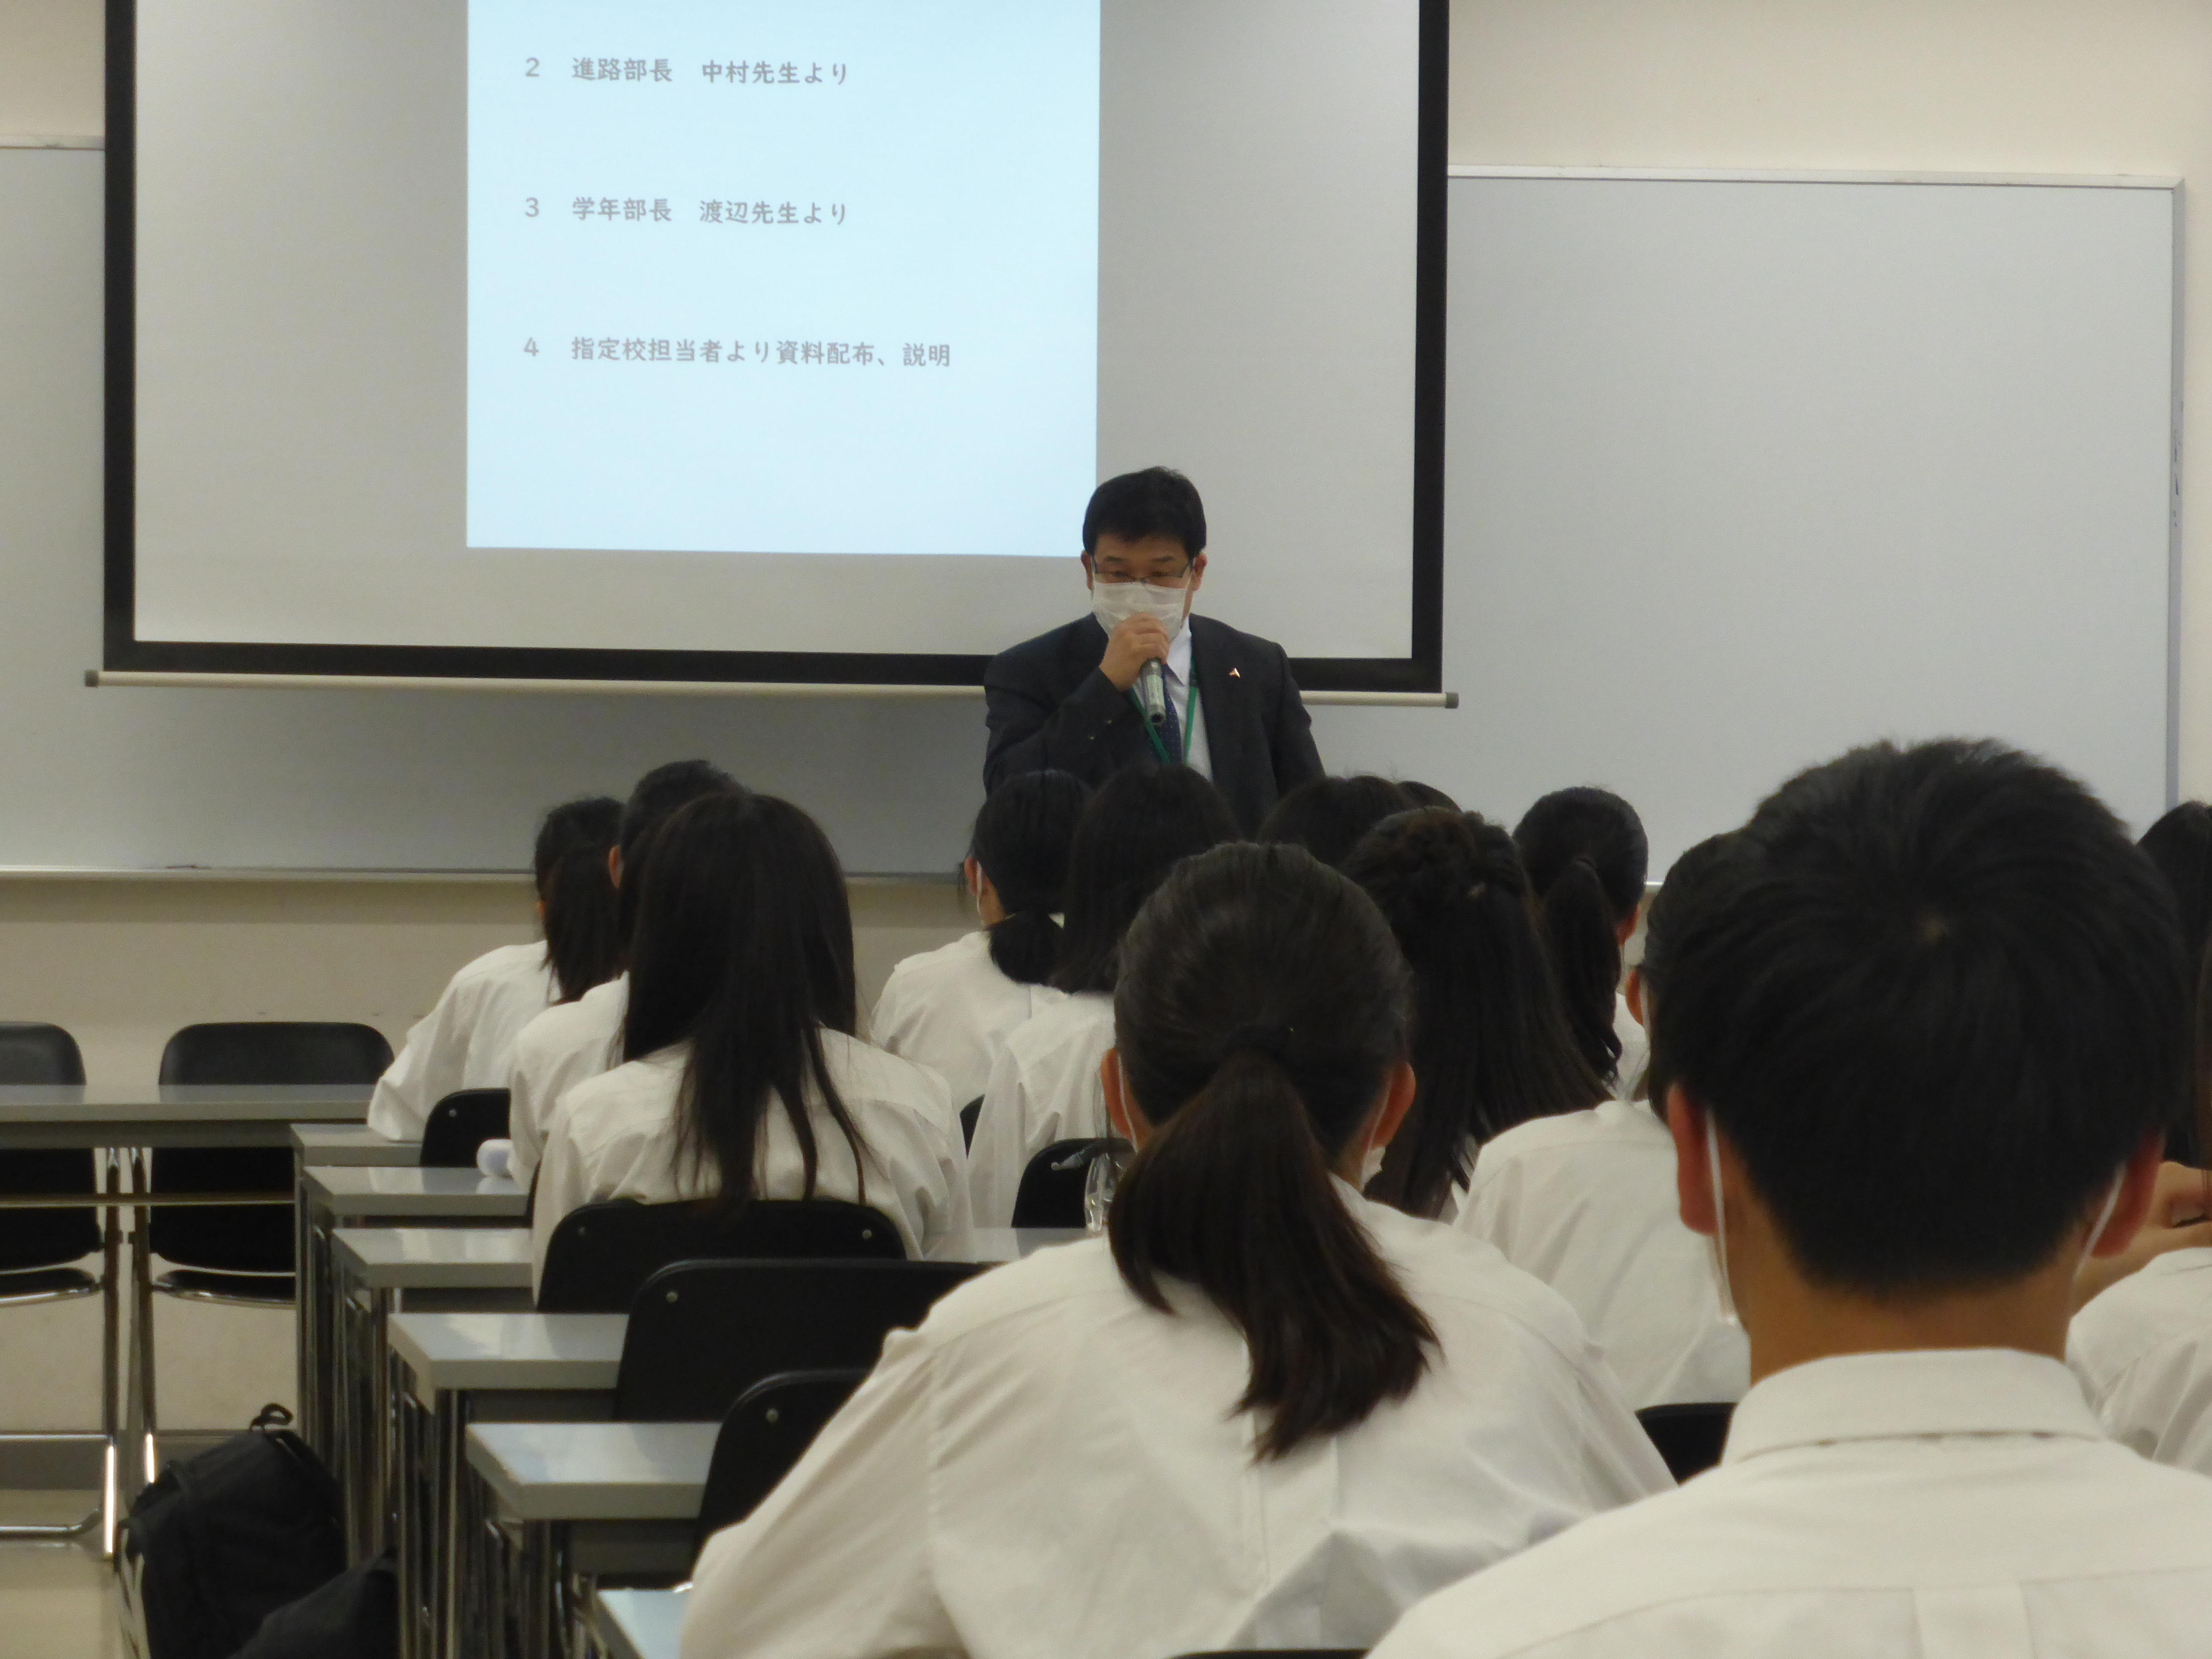 2 進路部長 中村先生より
3 学年部長 渡辺先生より
4 指定校担当者より資料配布、説明